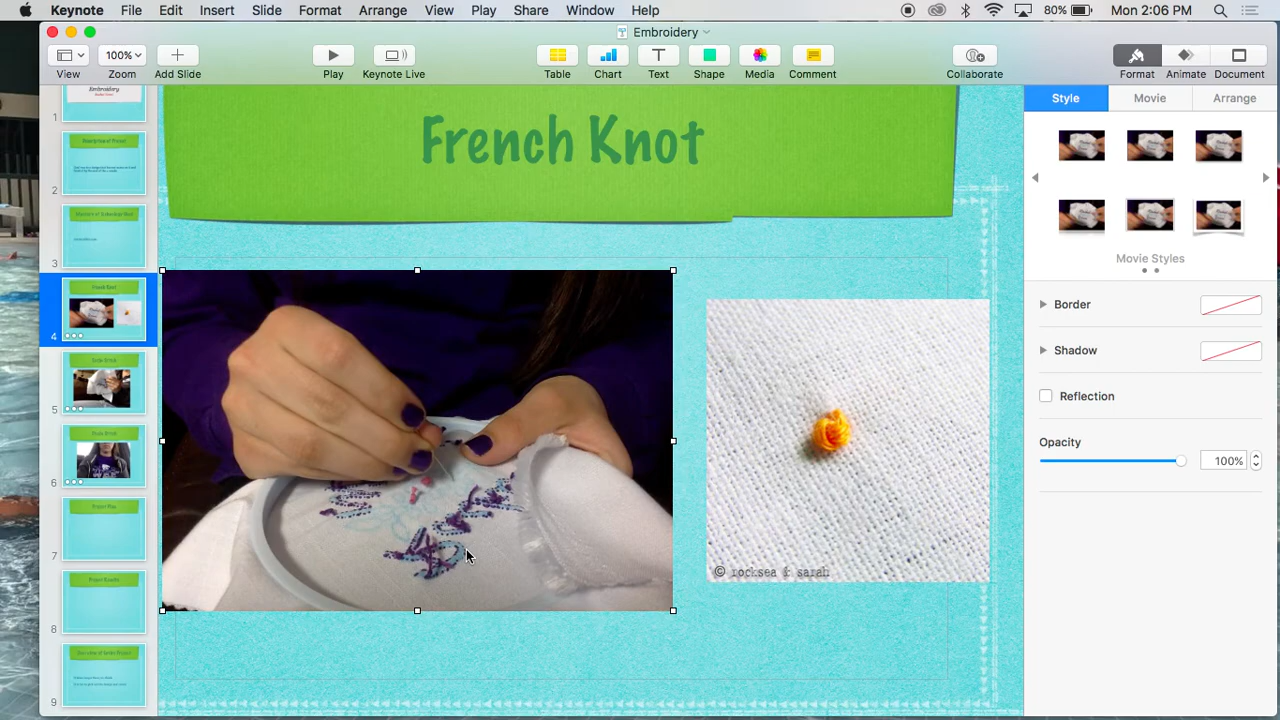 Keynote File Edit Insert Slide Format Arrange View Play Share Window Help 80% Mon 2:06 PM
Embroidery
100%
View Zoom Add Slide Play Keynote Live Table Chart Text Shape Media Comment Collaborate Format Animate Document
Style Movie Arrange
French Knot
1
2
3
4
5
6
7
8
9
Movie Styles
Border
Shadow
Reflection
Opacity
100%
© rocksea & sarah